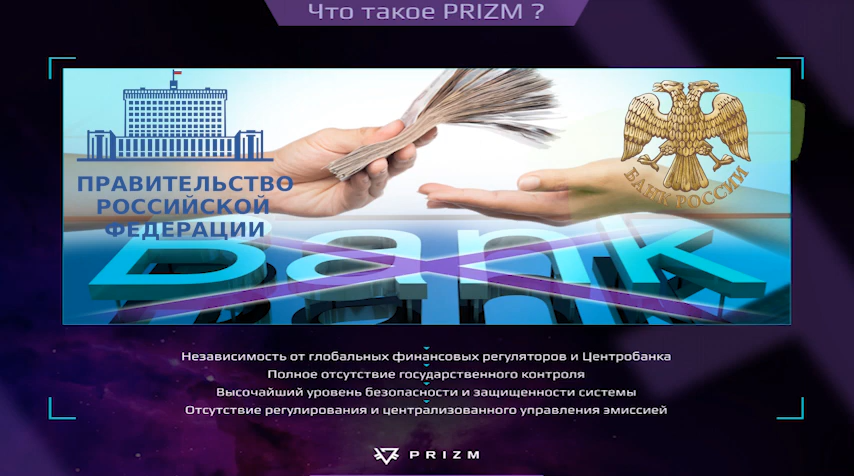 Что такое PRIZM ?
ПРАВИТЕЛЬСТВО
РОССИЙСКОЙ
ФЕДЕРАЦИИ
БАНК РОССИИ
Bank
Независимость от глобальных финансовых регуляторов и Центробанка
Полное отсутствие государственного контроля
Высочайший уровень безопасности и защищенности системы
Отсутствие регулирования и централизованного управления эмиссией
PRIZM